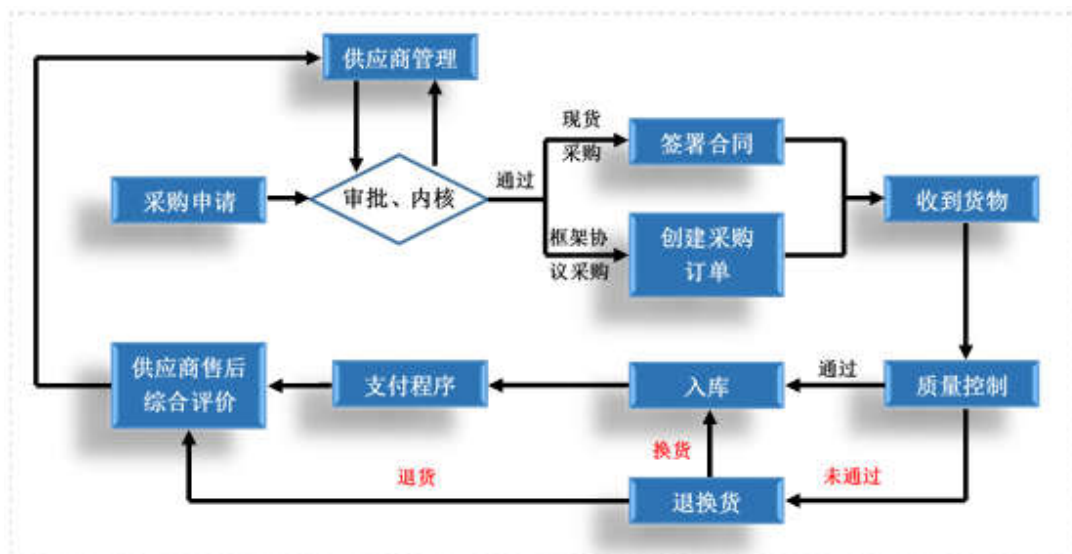 供应商管理
现货
采购
签署合同
采购申请
审批、内核
通过
收到货物
框架协
议采购
创建采购
订单
供应商售后
综合评价
支付程序
入库
通过
质量控制
换货
退货
退换货
未通过